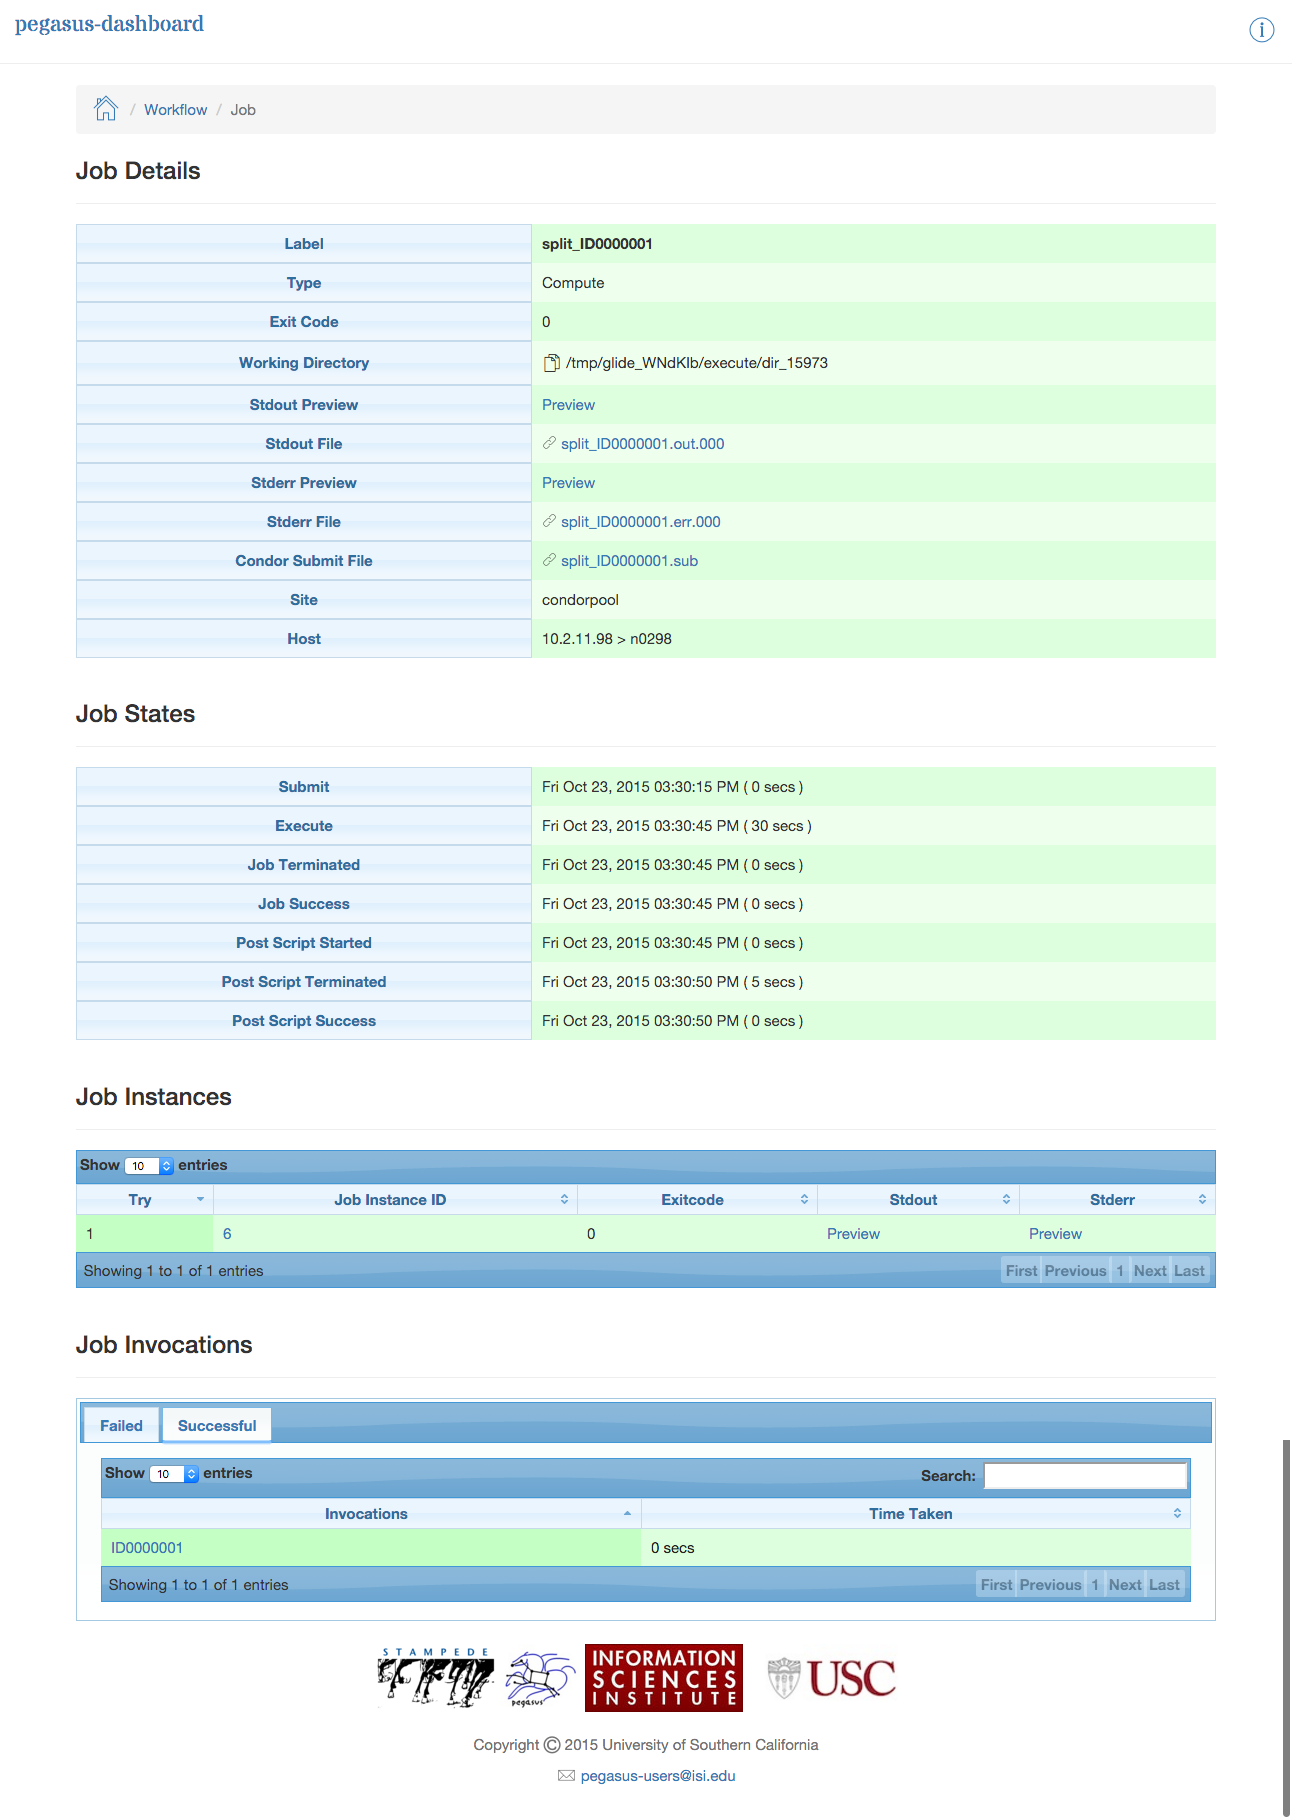 pegasus-dashboard
i
/ Workflow / Job
Job Details
Label split_ID0000001
Type Compute
Exit Code 0
Working Directory /tmp/glide_WNdKIb/execute/dir_15973
Stdout Preview Preview
Stdout File split_ID0000001.out.000
Stderr Preview Preview
Stderr File split_ID0000001.err.000
Condor Submit File split_ID0000001.sub
Site condorpool
Host 10.2.11.98 > n0298
Job States
Submit Fri Oct 23, 2015 03:30:15 PM ( 0 secs )
Execute Fri Oct 23, 2015 03:30:45 PM ( 30 secs )
Job Terminated Fri Oct 23, 2015 03:30:45 PM ( 0 secs )
Job Success Fri Oct 23, 2015 03:30:45 PM ( 0 secs )
Post Script Started Fri Oct 23, 2015 03:30:45 PM ( 0 secs )
Post Script Terminated Fri Oct 23, 2015 03:30:50 PM ( 5 secs )
Post Script Success Fri Oct 23, 2015 03:30:50 PM ( 0 secs )
Job Instances
Show 10 entries
Try Job Instance ID Exitcode Stdout Stderr
1 6 0 Preview Preview
Showing 1 to 1 of 1 entries First Previous 1 Next Last
Job Invocations
Failed Successful
Show 10 entries Search:
Invocations Time Taken
ID0000001 0 secs
Showing 1 to 1 of 1 entries First Previous 1 Next Last
STAMPEDE
pegasus
INFORMATION
SCIENCES
INSTITUTE
USC
Copyright © 2015 University of Southern California
pegasus-users@isi.edu